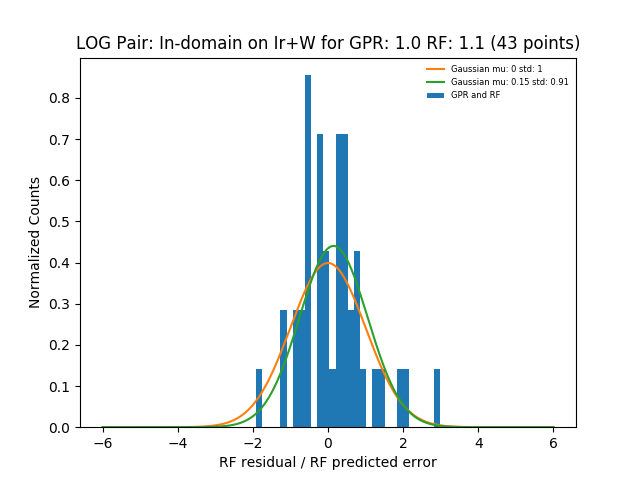 LOG Pair: In-domain on Ir+W for GPR: 1.0 RF: 1.1 (43 points)
Gaussian mu: 0 std: 1
Gaussian mu: 0.15 std: 0.91
GPR and RF
Normalized Counts
0.8
0.7
0.6
0.5
0.4
0.3
0.2
0.1
0.0
−6 −4 −2 0 2 4 6
RF residual / RF predicted error